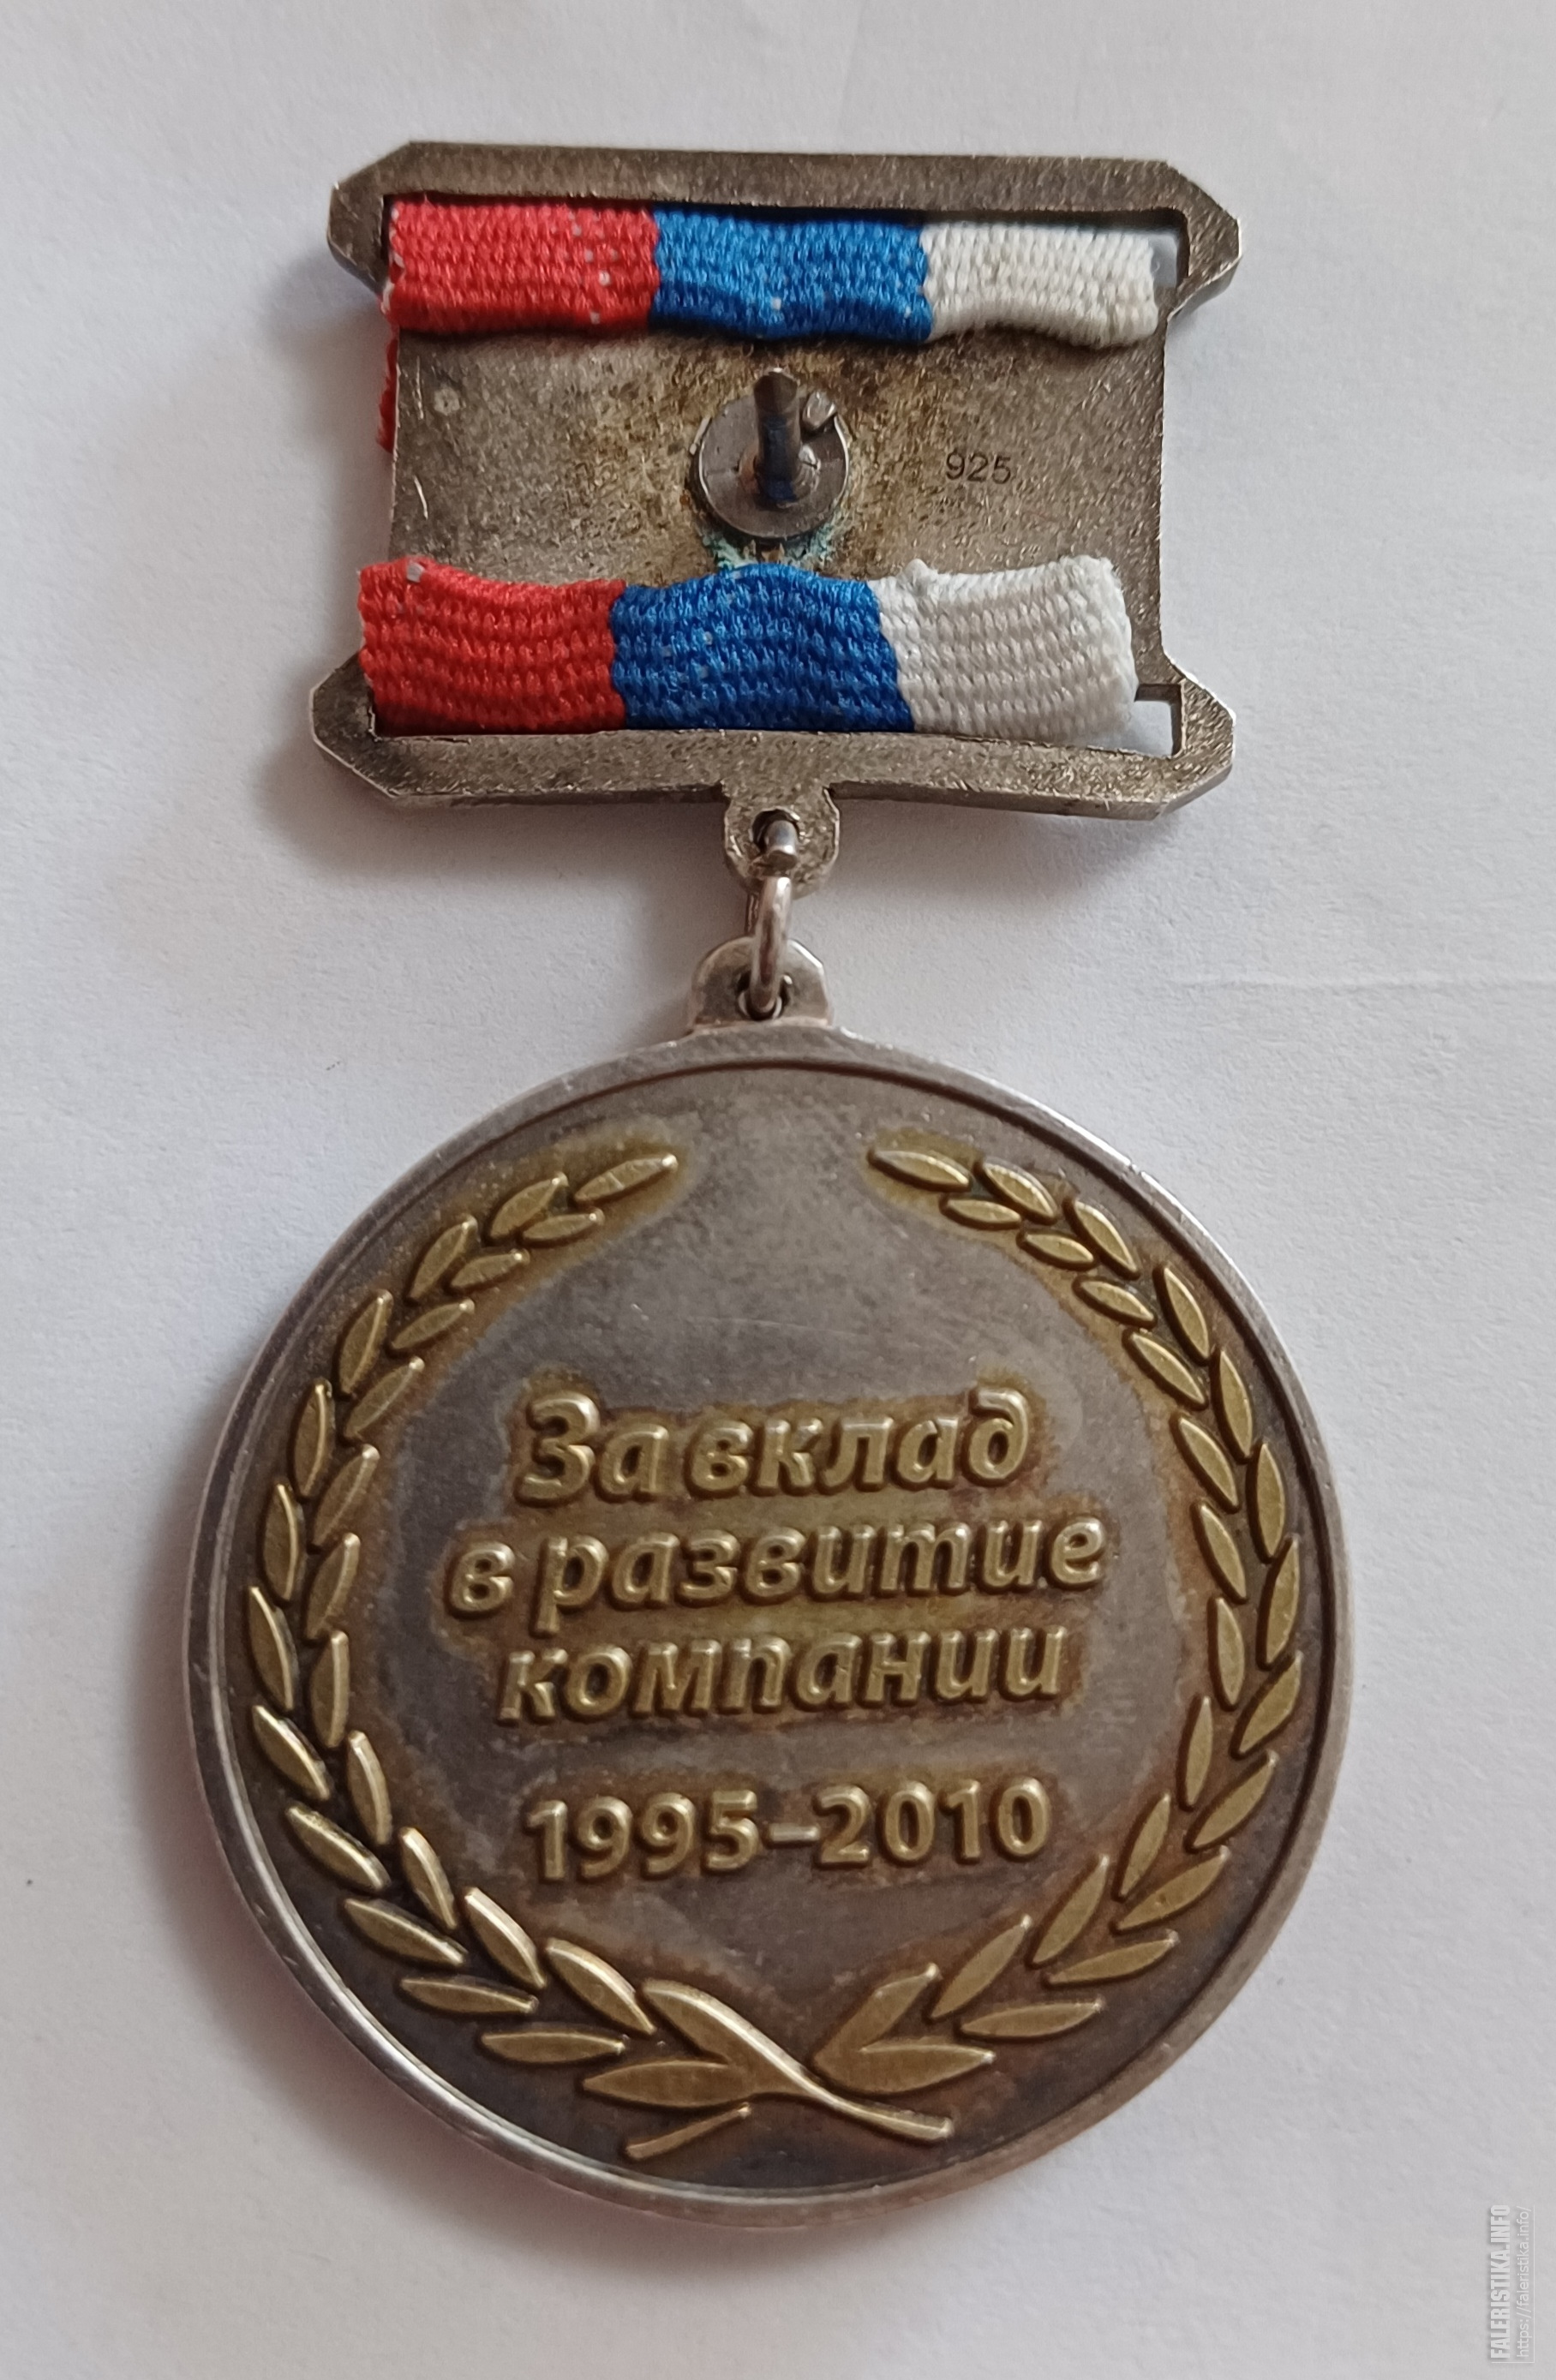 925
За вклад
в развитие
компании
1995–2010
FALERISTIKA.INFO
https://faleristika.info/